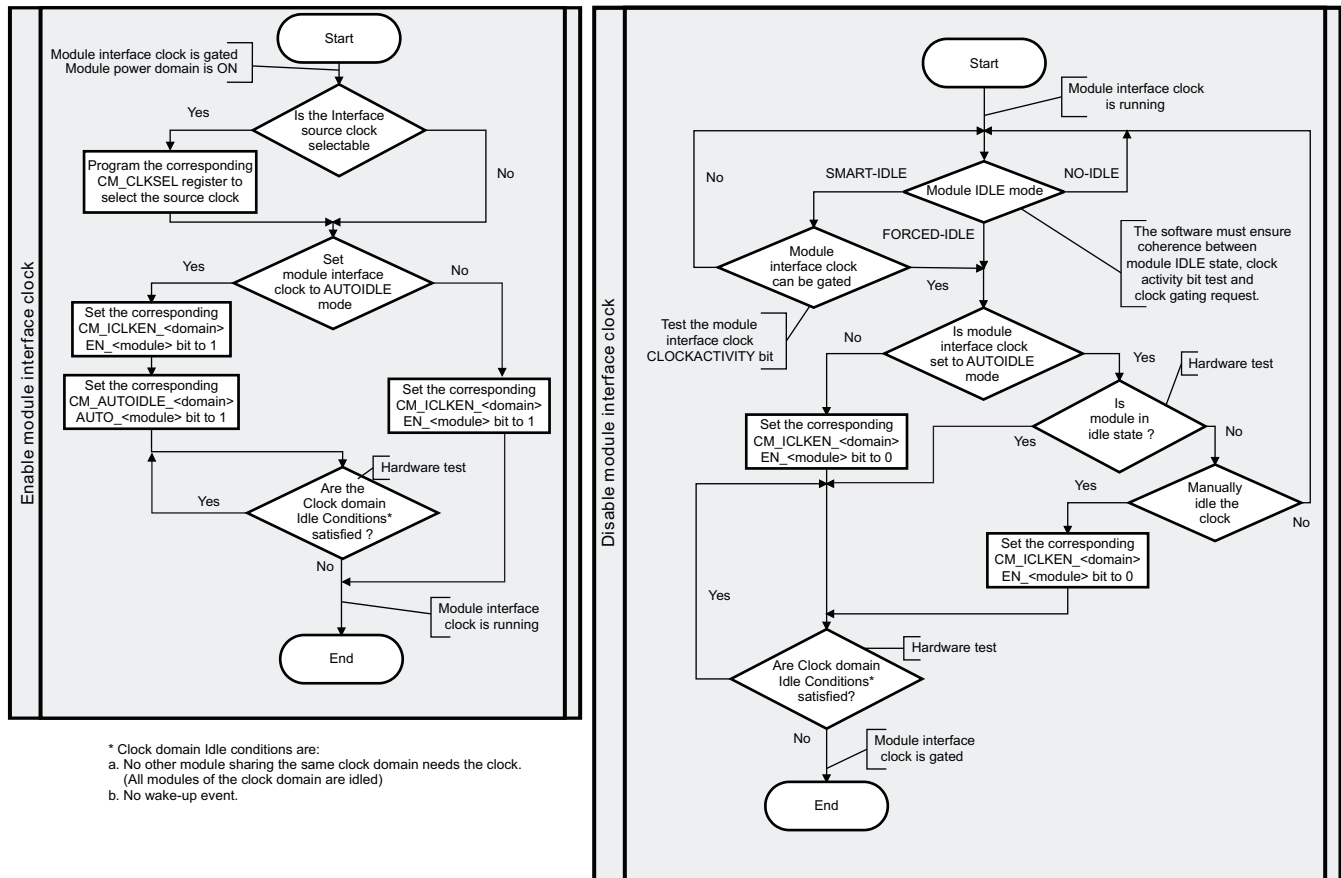 Enable module interface clock
Start
Module interface clock is gated
Module power domain is ON
Is the Interface
source clock
selectable
Yes
No
Program the corresponding
CM_CLKSEL register to
select the source clock
Set
module interface
clock to AUTOIDLE
mode
Yes
No
Set the corresponding
CM_ICLKEN_<domain>
EN_<module> bit to 1
Set the corresponding
CM_AUTOIDLE_<domain>
AUTO_<module> bit to 1
Set the corresponding
CM_ICLKEN_<domain>
EN_<module> bit to 1
Hardware test
Are the
Clock domain
Idle Conditions*
satisfied ?
Yes
No
Module interface
clock is running
End
* Clock domain Idle conditions are:
a. No other module sharing the same clock domain needs the clock.
(All modules of the clock domain are idled)
b. No wake-up event.
Disable module interface clock
Start
Module interface clock
is running
SMART-IDLE
NO-IDLE
Module IDLE mode
No
FORCED-IDLE
The software must ensure
coherence between
module IDLE state, clock
activity bit test and
clock gating request.
Module
interface clock
can be gated
Yes
Test the module
interface clock
CLOCKACTIVITY bit
Is module
interface clock
set to AUTOIDLE
mode
No
Yes
Hardware test
Is
module in
idle state ?
Set the corresponding
CM_ICLKEN_<domain>
EN_<module> bit to 0
Yes
No
Manually
idle the
clock
Yes
No
Set the corresponding
CM_ICLKEN_<domain>
EN_<module> bit to 0
Yes
Hardware test
Are Clock domain
Idle Conditions*
satisfied?
No
Module interface
clock is gated
End